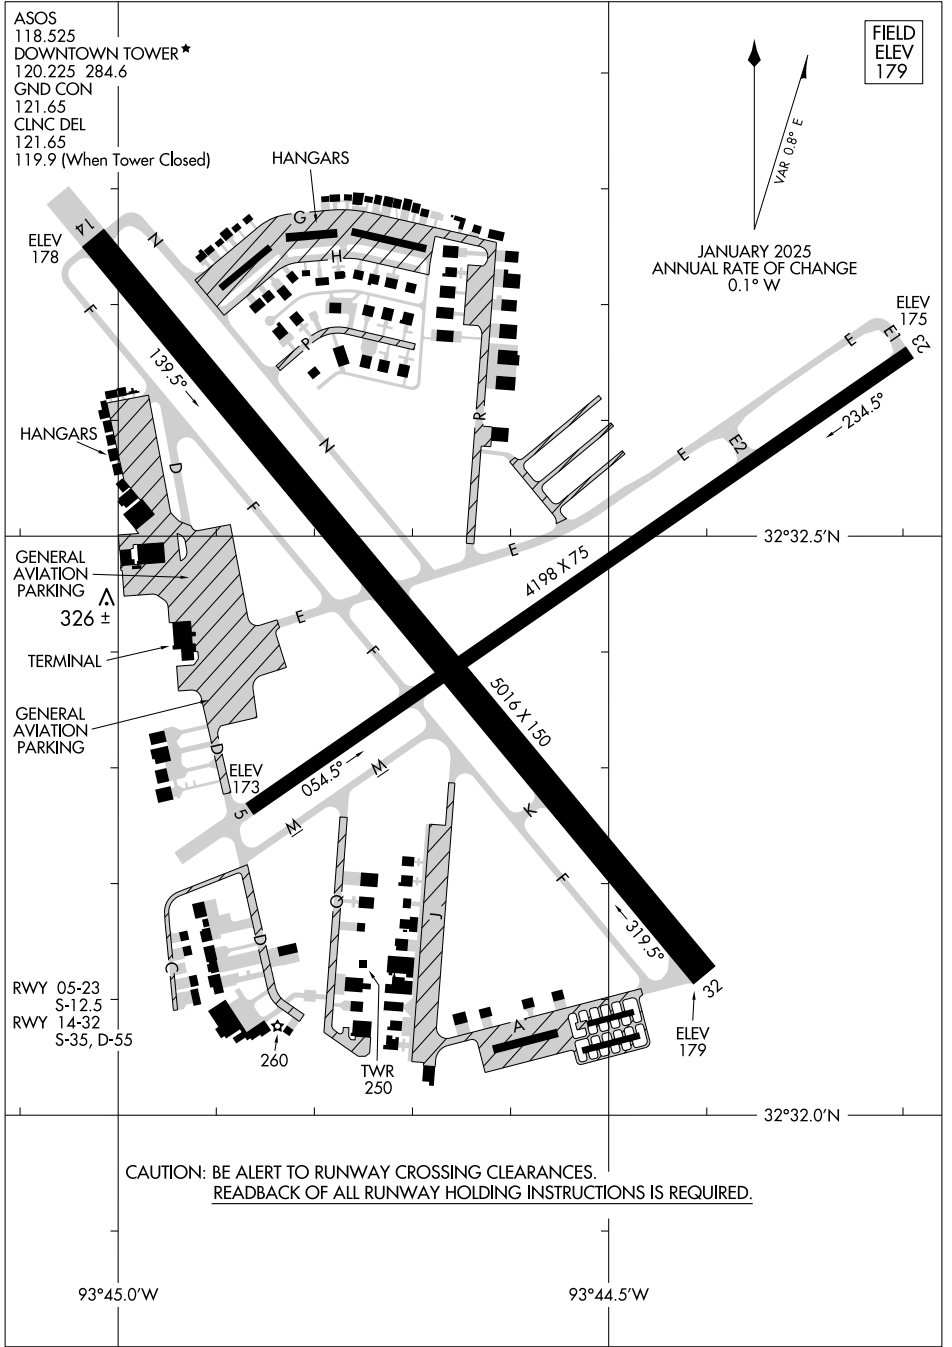 ASOS
118.525
DOWNTOWN TOWER★
120.225 284.6
GND CON
121.65
CLNC DEL
121.65
119.9 (When Tower Closed)
FIELD
ELEV
179
VAR 0.8° E
JANUARY 2025
ANNUAL RATE OF CHANGE
0.1° W
HANGARS
G
H
P
N
N
R
14
ELEV
178
F
139.5°
ELEV
175
E1
23
E
234.5°
E2
E
E
HANGARS
D
F
D
32°32.5'N
GENERAL
AVIATION
PARKING
326 ±
E
4198 X 75
TERMINAL
F
5016 X 150
GENERAL
AVIATION
PARKING
D
ELEV
173
054.5°
M
M
5
K
F
Q
J
C
D
319.5°
32
ELEV
179
A
RWY 05-23
S-12.5
RWY 14-32
S-35, D-55
260
TWR
250
32°32.0'N
CAUTION: BE ALERT TO RUNWAY CROSSING CLEARANCES.
READBACK OF ALL RUNWAY HOLDING INSTRUCTIONS IS REQUIRED.
93°45.0'W
93°44.5'W